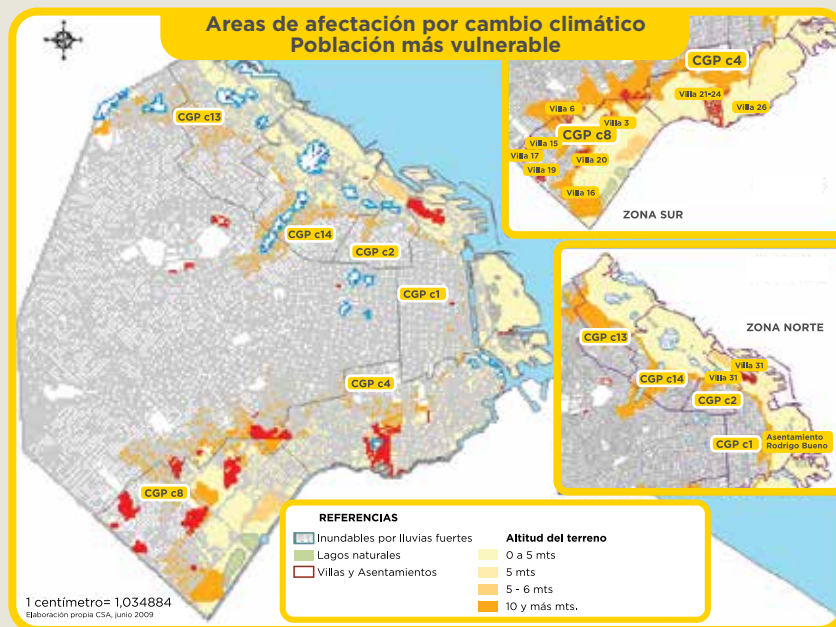 Areas de afectación por cambio climático
Población más vulnerable
CGP c13
CGP c14
CGP c2
CGP c1
CGP c4
CGP c8
CGP c4
Villa 21-24
Villa 26
Villa 6
Villa 3
CGP c8
Villa 15
Villa 17
Villa 20
Villa 19
Villa 16
ZONA SUR
ZONA NORTE
CGP c13
Villa 31
CGP c14
Villa 31
CGP c2
CGP c1
Asentamiento
Rodrigo Bueno
REFERENCIAS
Inundables por lluvias fuertes
Lagos naturales
Villas y Asentamientos
Altitud del terreno
0 a 5 mts
5 mts
5 - 6 mts
10 y más mts.
1 centímetro= 1,034884
Elaboración propia CSA, junio 2009